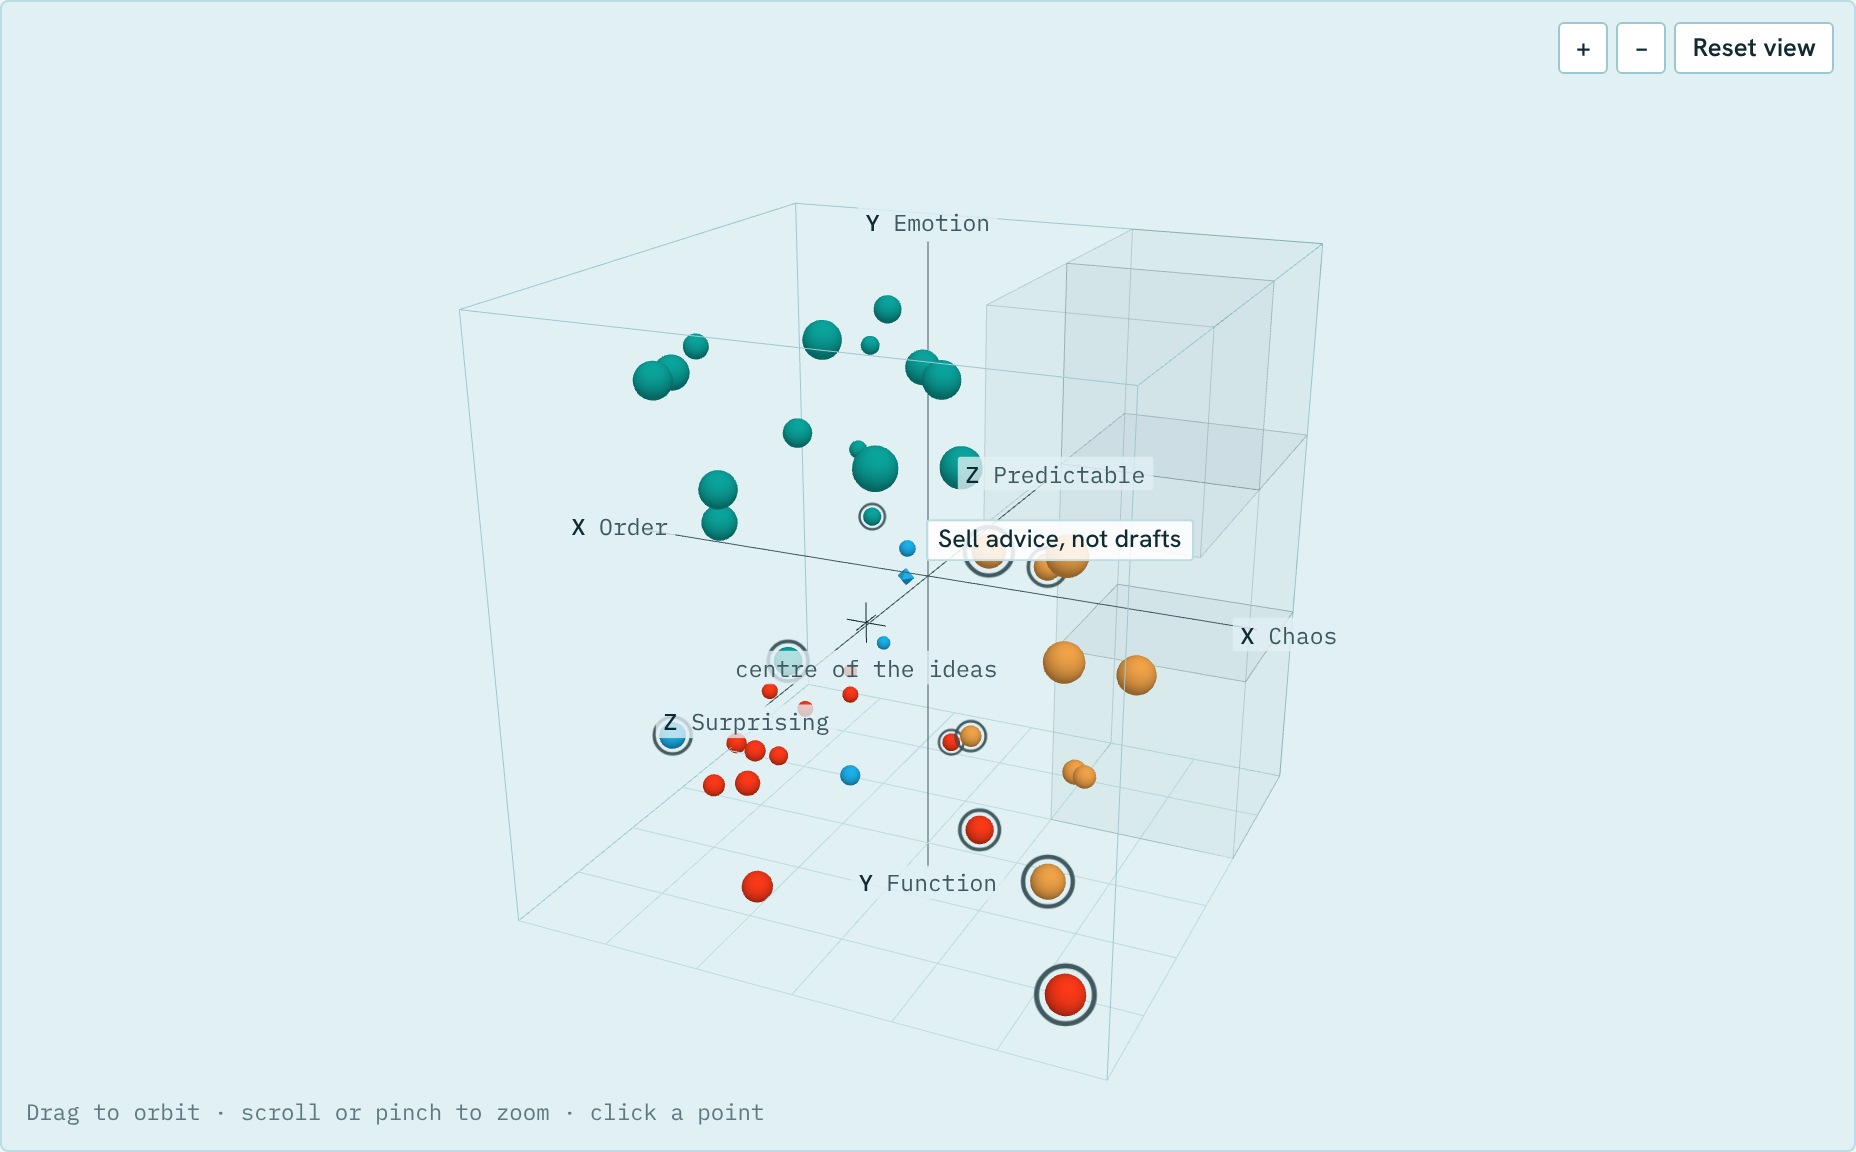 +
–
Reset view
Y Emotion
Z Predictable
X Order
Sell advice, not drafts
X Chaos
centre of the ideas
Z Surprising
Y Function
Drag to orbit · scroll or pinch to zoom · click a point